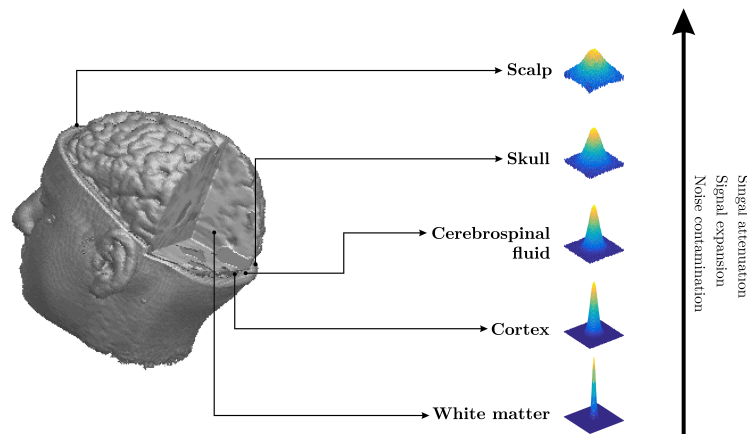 Scalp
Skull
Cerebrospinal
fluid
Cortex
White matter
Singal attenuation
Signal expansion
Noise contamination